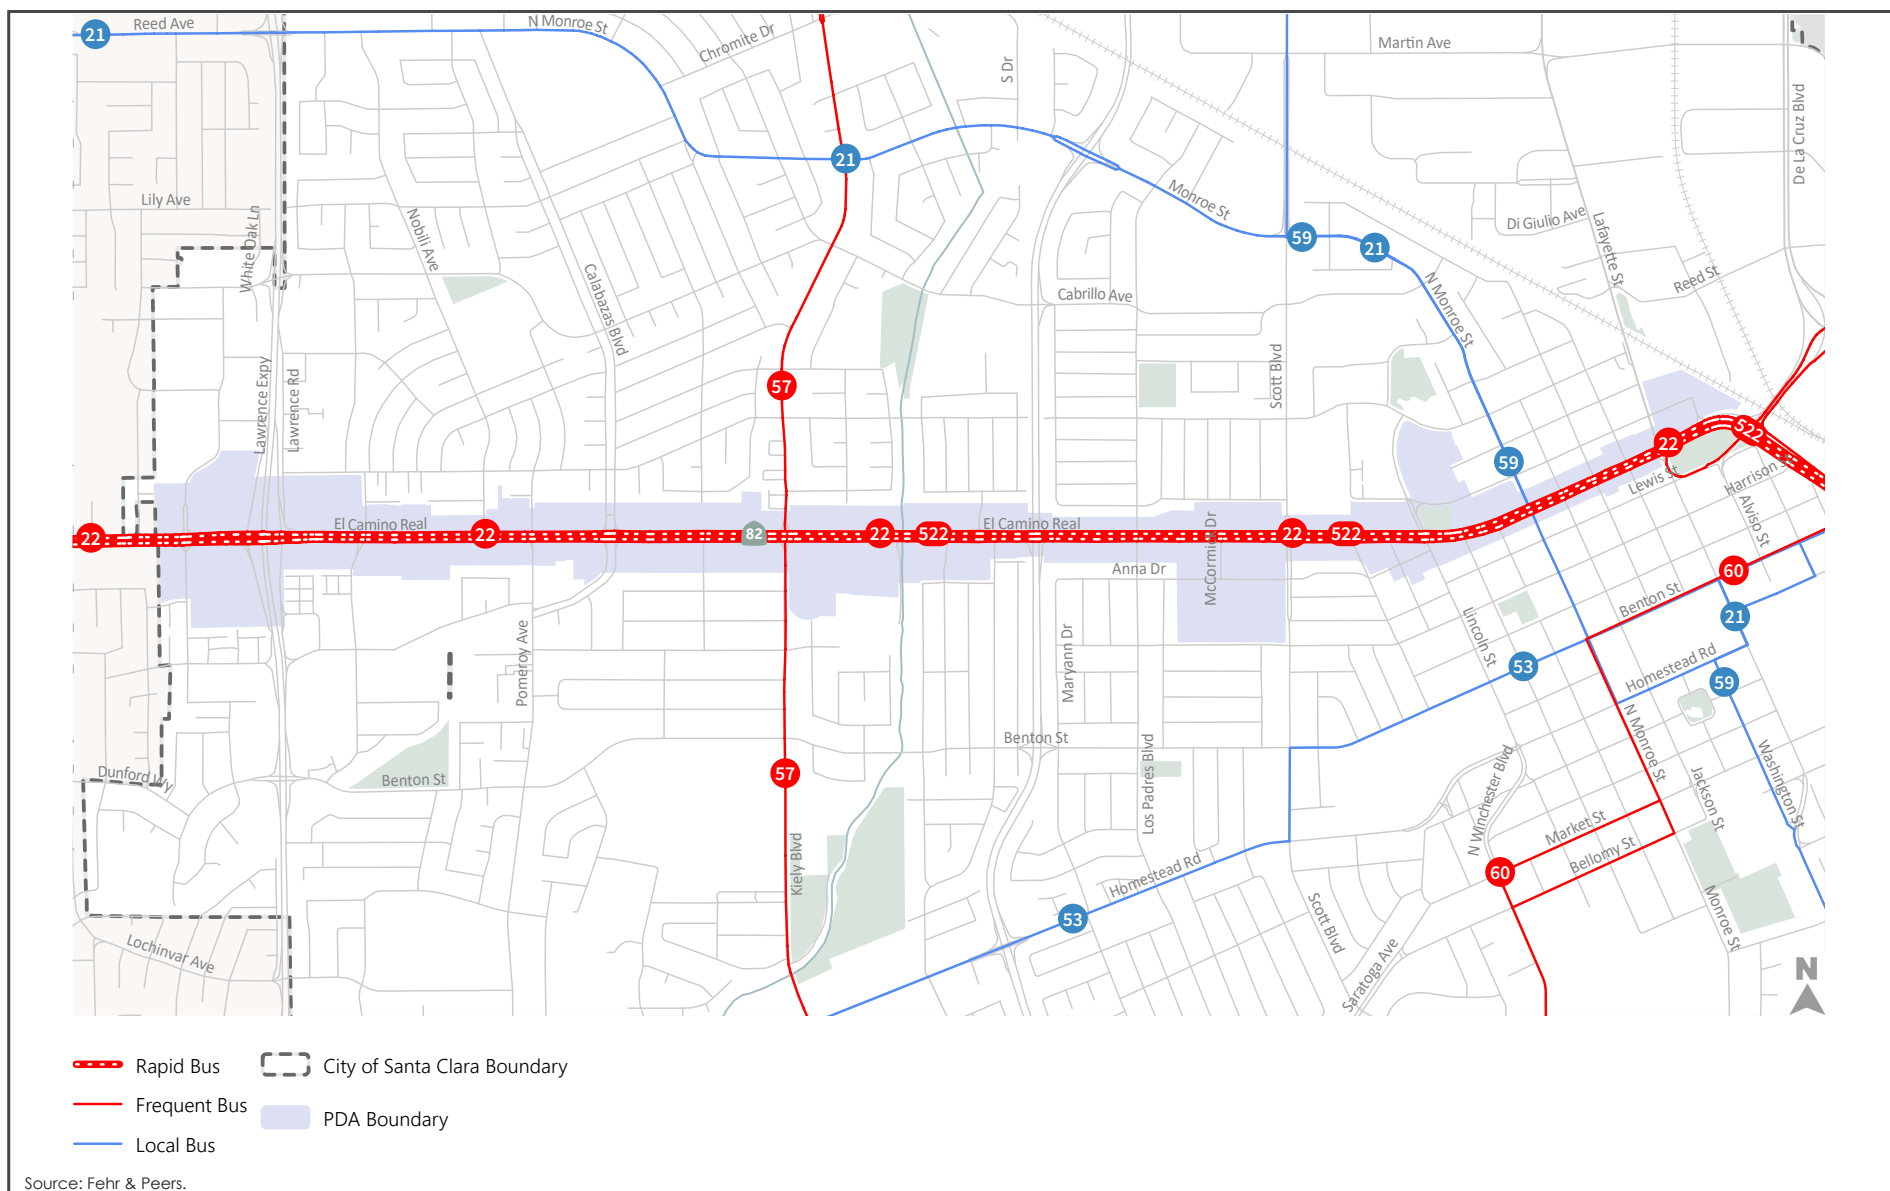 Reed Ave
N Monroe St
Chromite Dr
S Dr
Martin Ave
De La Cruz Blvd
21
21
Lily Ave
White Oak Ln
Nobili Ave
Calabazas Blvd
Monroe St
59
21
Di Giulio Ave
Lafayette St
Reed St
Cabrillo Ave
N Monroe St
Lawrence Expy
Lawrence Rd
57
Scott Blvd
59
22
522
Lewis St
Harrison St
Alviso St
22
El Camino Real
22
82
22
522
El Camino Real
McCormick Dr
22
522
Anna Dr
60
Benton St
21
Pomeroy Ave
Maryann Dr
Lincoln St
53
Homestead Rd
59
Dunford Wy
Benton St
57
Benton St
Los Padres Blvd
N Winchester Blvd
N Monroe St
Jackson St
Washington St
Kiely Blvd
Homestead Rd
53
Market St
Bellomy St
60
Scott Blvd
Saratoga Ave
Monroe St
Lochinvar Ave
N
Rapid Bus
City of Santa Clara Boundary
Frequent Bus
PDA Boundary
Local Bus
Source: Fehr & Peers.